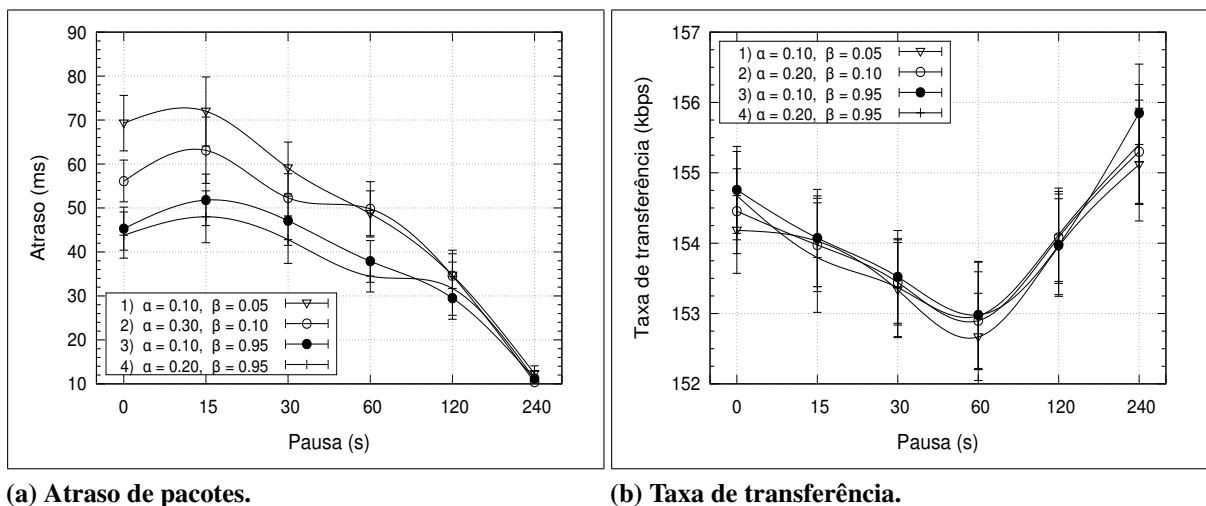 90
80
70
60
50
40
30
20
10
Atraso (ms)
1) α = 0.10, β = 0.05
2) α = 0.30, β = 0.10
3) α = 0.10, β = 0.95
4) α = 0.20, β = 0.95
0 15 30 60 120 240
Pausa (s)
(a) Atraso de pacotes.
157
156
155
154
153
152
Taxa de transferência (kbps)
1) α = 0.10, β = 0.05
2) α = 0.20, β = 0.10
3) α = 0.10, β = 0.95
4) α = 0.20, β = 0.95
0 15 30 60 120 240
Pausa (s)
(b) Taxa de transferência.